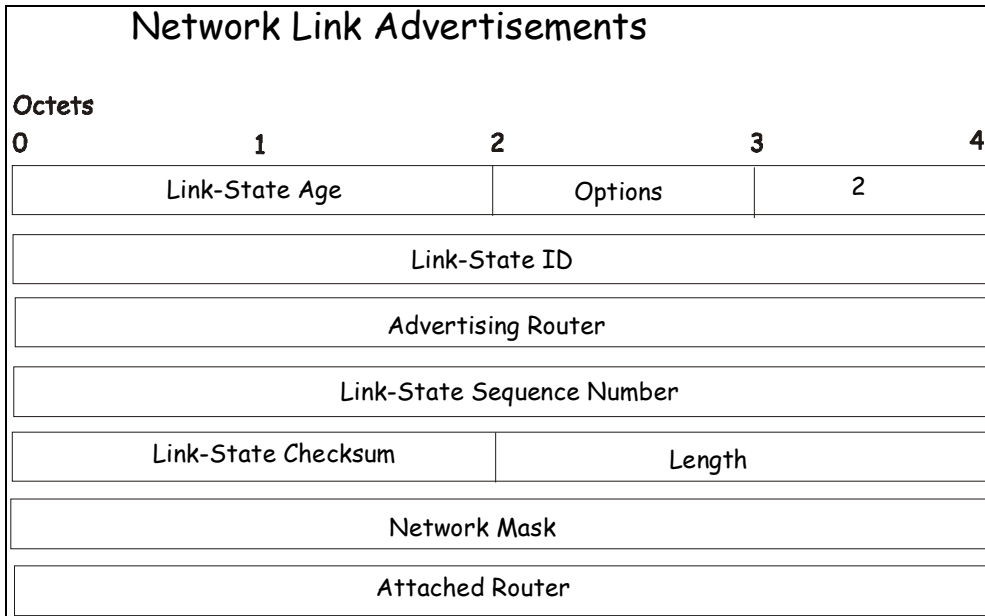 Network Link Advertisements
Octets
0 1 2 3 4
Link-State Age Options 2
Link-State ID
Advertising Router
Link-State Sequence Number
Link-State Checksum Length
Network Mask
Attached Router